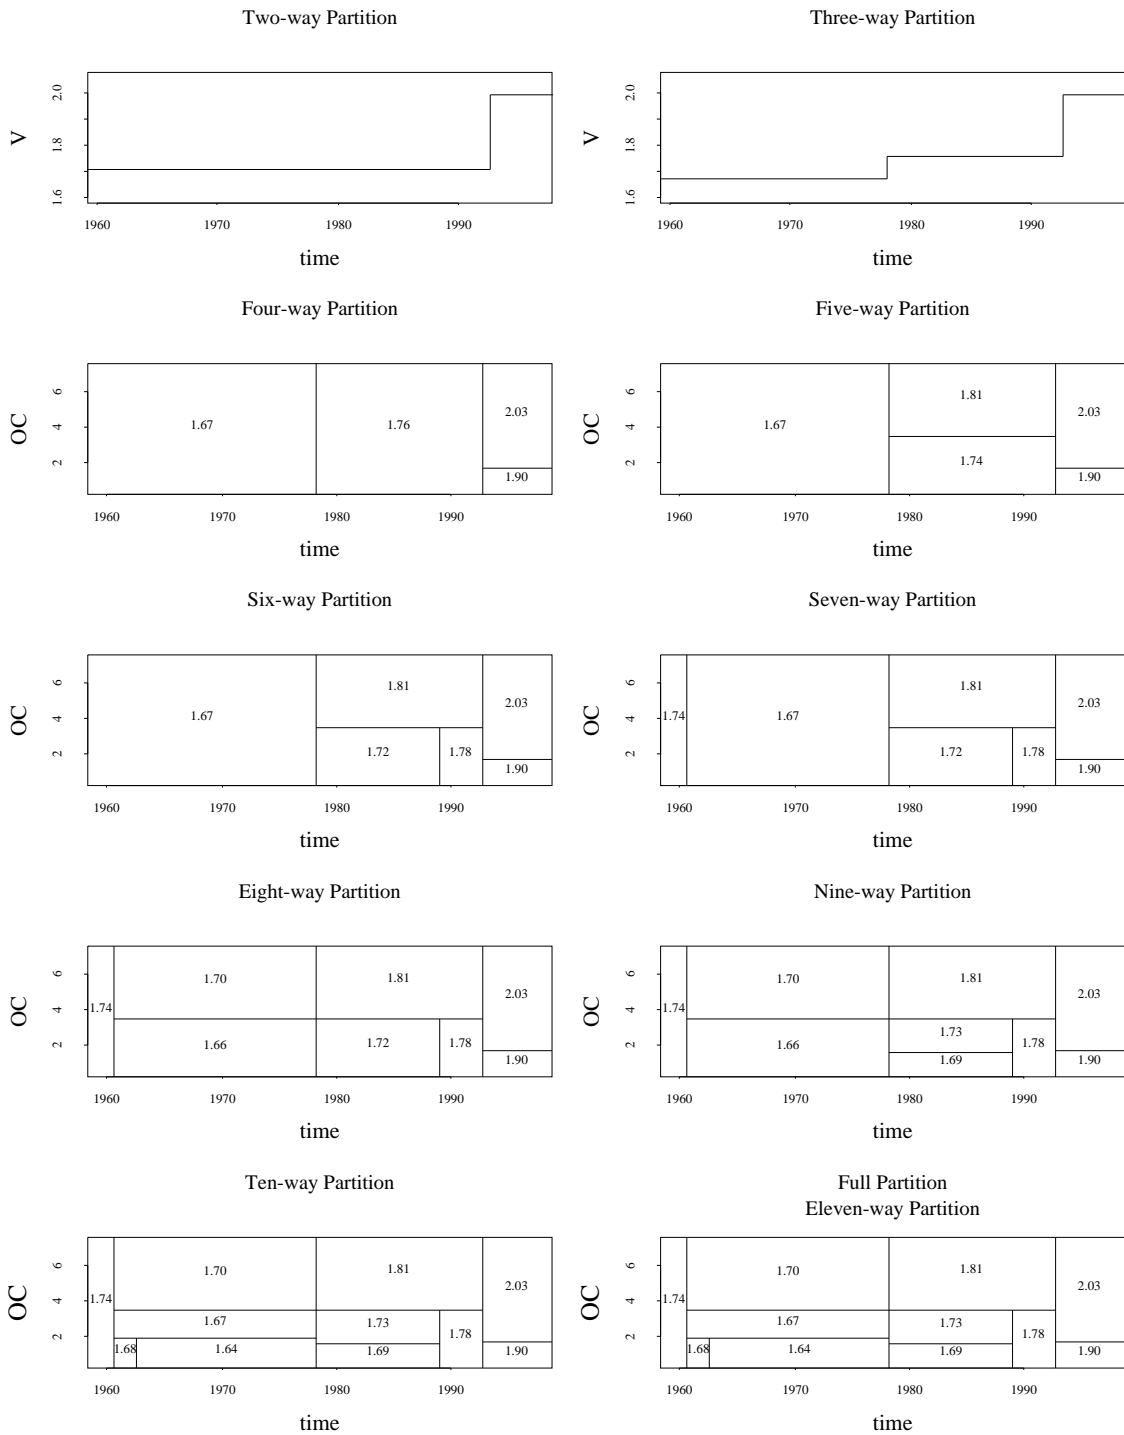 Two-way Partition
V
2.0
1.8
1.6
1960 1970 1980 1990
time
Three-way Partition
V
2.0
1.8
1.6
1960 1970 1980 1990
time
Four-way Partition
OC
6
4
2
1.67
1.76
2.03
1.90
1960 1970 1980 1990
time
Five-way Partition
OC
6
4
2
1.67
1.81
1.74
2.03
1.90
1960 1970 1980 1990
time
Six-way Partition
OC
6
4
2
1.67
1.81
1.72
1.78
2.03
1.90
1960 1970 1980 1990
time
Seven-way Partition
OC
6
4
2
1.74
1.67
1.81
1.72
1.78
2.03
1.90
1960 1970 1980 1990
time
Eight-way Partition
OC
6
4
2
1.74
1.70
1.66
1.81
1.72
1.78
2.03
1.90
1960 1970 1980 1990
time
Nine-way Partition
OC
6
4
2
1.74
1.70
1.66
1.81
1.73
1.69
1.78
2.03
1.90
1960 1970 1980 1990
time
Ten-way Partition
OC
6
4
2
1.74
1.70
1.67
1.68
1.64
1.81
1.73
1.69
1.78
2.03
1.90
1960 1970 1980 1990
time
Full Partition
Eleven-way Partition
OC
6
4
2
1.74
1.70
1.67
1.68
1.64
1.81
1.73
1.69
1.78
2.03
1.90
1960 1970 1980 1990
time